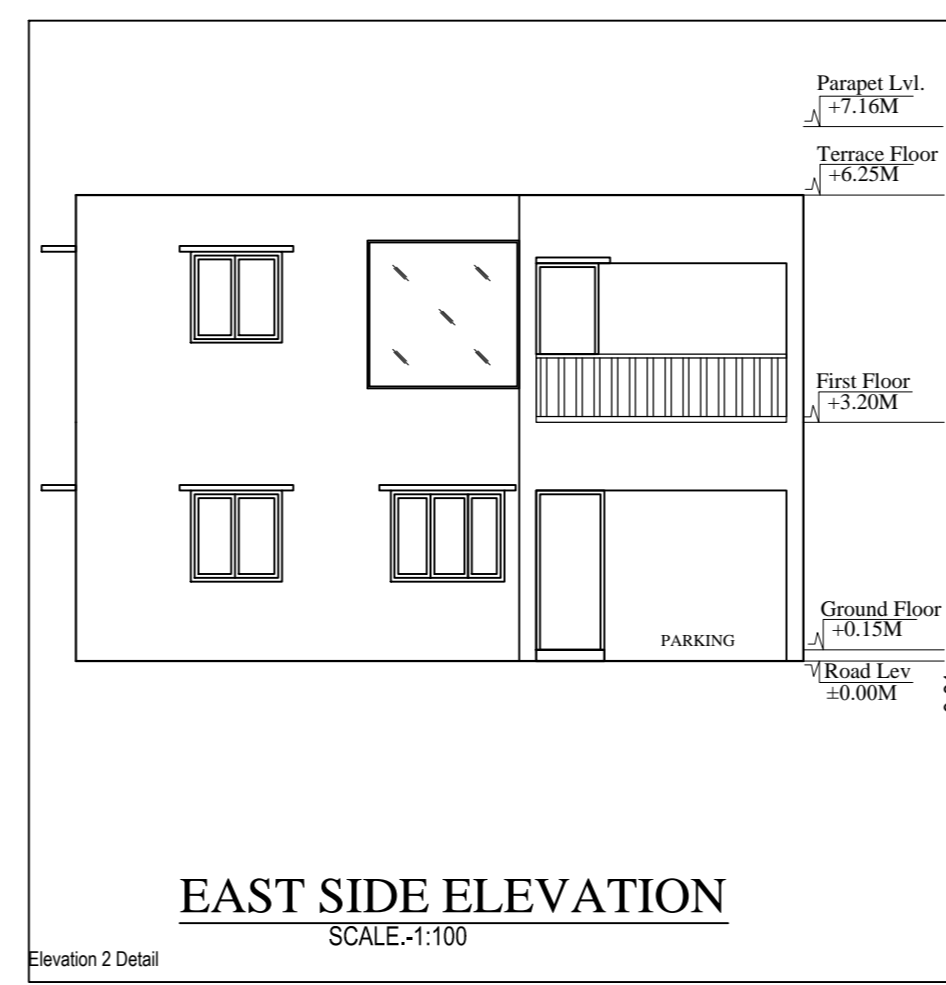 Parapet Lvl.
+7.16M
Terrace Floor
+6.25M
First Floor
+3.20M
Ground Floor
+0.15M
PARKING
Road Lev
±0.00M
EAST SIDE ELEVATION
SCALE.-1:100
Elevation 2 Detail